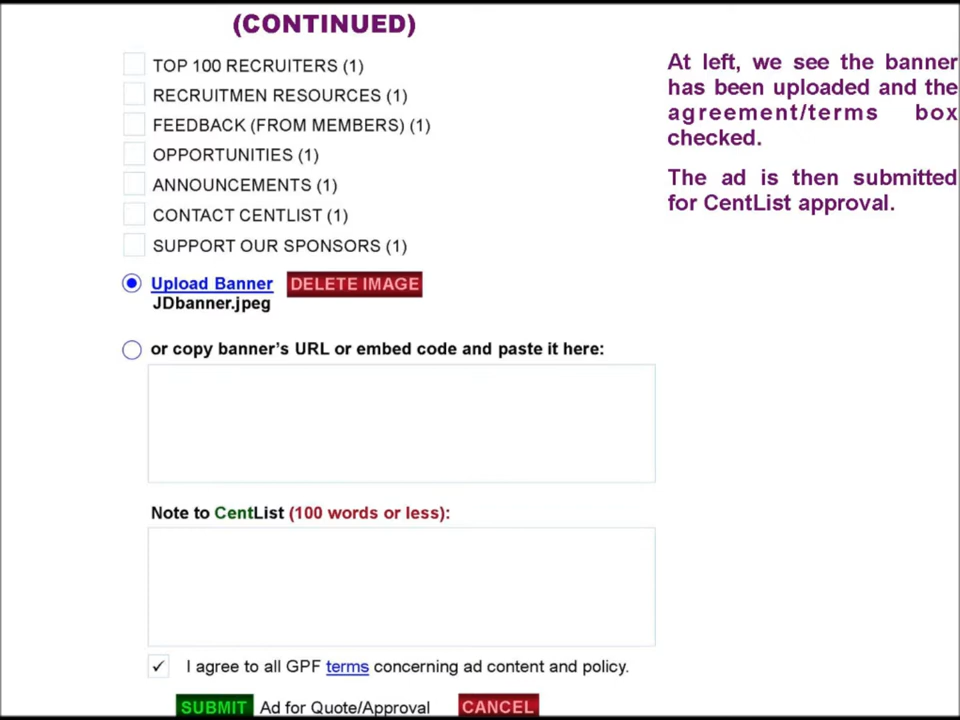 (CONTINUED)
TOP 100 RECRUITERS (1)
RECRUITMEN RESOURCES (1)
FEEDBACK (FROM MEMBERS) (1)
OPPORTUNITIES (1)
ANNOUNCEMENTS (1)
CONTACT CENTLIST (1)
SUPPORT OUR SPONSORS (1)
Upload Banner DELETE IMAGE
JDbanner.jpeg
or copy banner's URL or embed code and paste it here:
Note to CentList (100 words or less):
I agree to all GPF terms concerning ad content and policy.
SUBMIT Ad for Quote/Approval CANCEL
At left, we see the banner
has been uploaded and the
agreement/terms box
checked.
The ad is then submitted
for CentList approval.